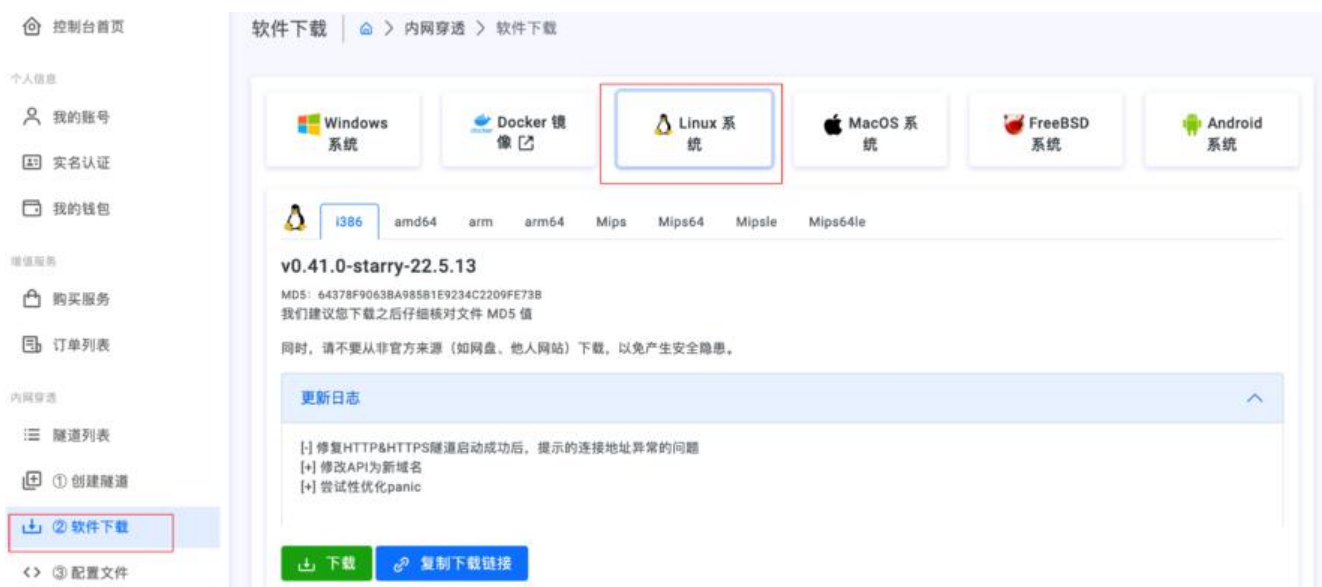 控制台首页
个人信息
我的账号
实名认证
我的钱包
增值服务
购买服务
订单列表
内网穿透
隧道列表
① 创建隧道
② 软件下载
③ 配置文件
软件下载 | > 内网穿透 > 软件下载
Windows
系统
docker
Docker 镜
像
Linux 系
统
MacOS 系
统
FreeBSD
系统
Android
系统
i386 amd64 arm arm64 Mips Mips64 Mipsle Mips64le
v0.41.0-starry-22.5.13
MD5: 64378F9063BA985B1E9234C2209FE73B
我们建议您下载之后仔细核对文件 MD5 值
同时，请不要从非官方来源（如网盘、他人网站）下载，以免产生安全隐患。
更新日志
[-] 修复HTTP&HTTPS隧道启动成功后，提示的连接地址异常的问题
[+] 修改API为新域名
[+] 尝试性优化panic
下载
复制下载链接